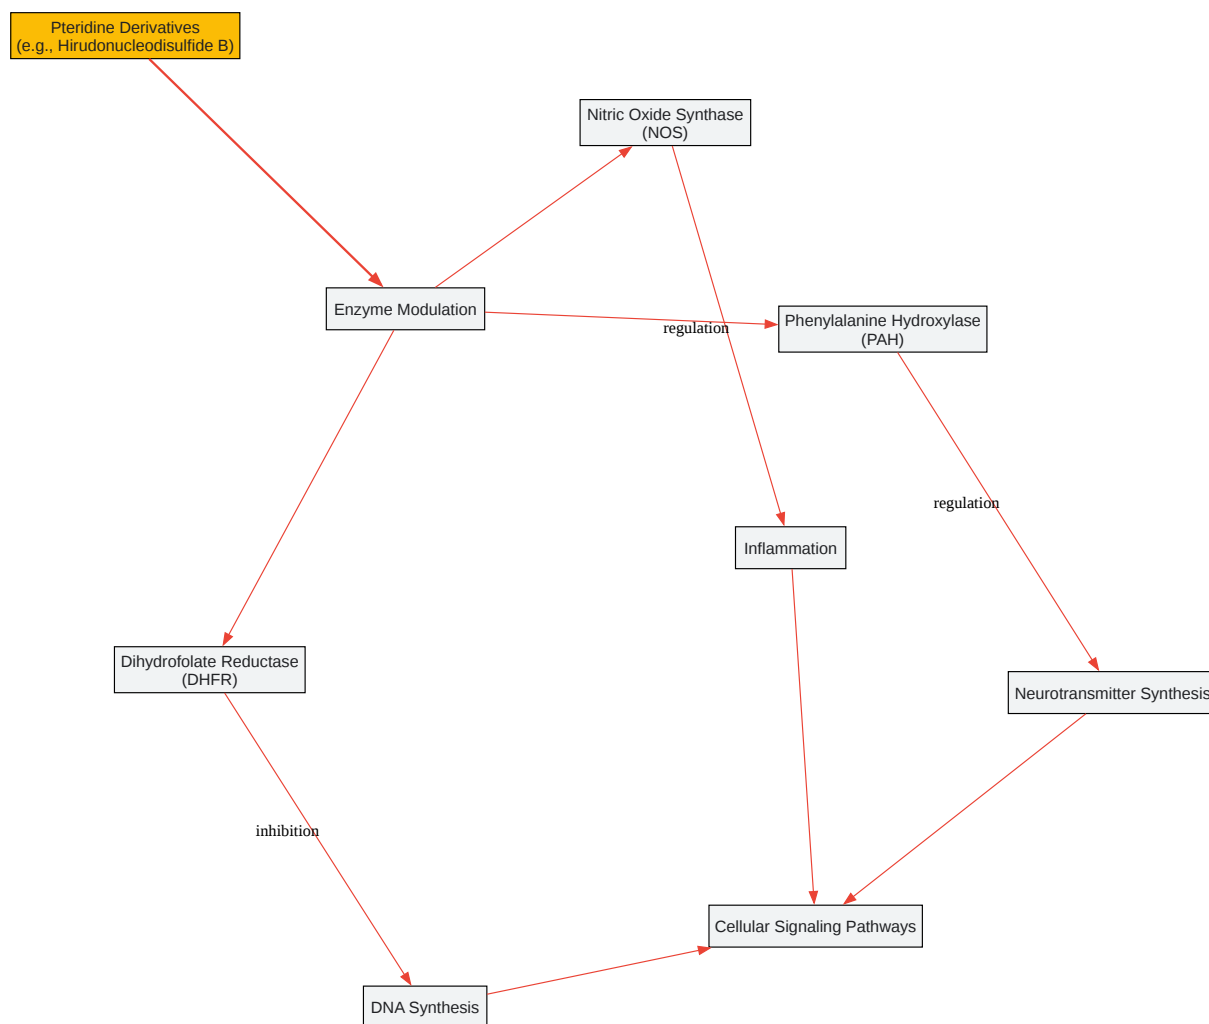 Pteridine Derivatives
(e.g., Hirudonucleodisulfide B)
Nitric Oxide Synthase
(NOS)
Enzyme Modulation
regulation
Phenylalanine Hydroxylase
(PAH)
regulation
Inflammation
Dihydrofolate Reductase
(DHFR)
Neurotransmitter Synthesis
inhibition
Cellular Signaling Pathways
DNA Synthesis